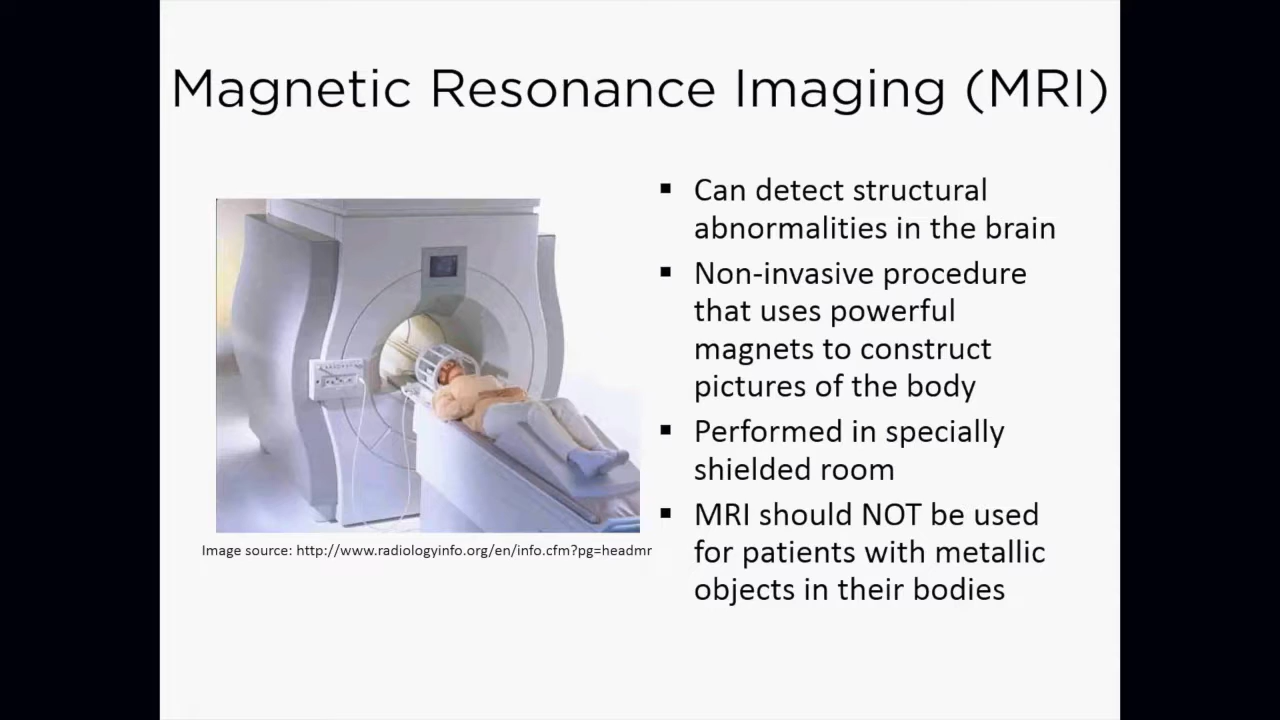 Magnetic Resonance Imaging (MRI)
▪ Can detect structural
abnormalities in the brain
▪ Non-invasive procedure
that uses powerful
magnets to construct
pictures of the body
▪ Performed in specially
shielded room
▪ MRI should NOT be used
for patients with metallic
objects in their bodies
Image source: http://www.radiologyinfo.org/en/info.cfm?pg=headmr